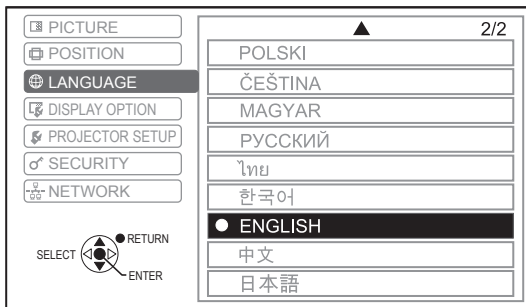 PICTURE
POSITION
LANGUAGE
DISPLAY OPTION
PROJECTOR SETUP
SECURITY
NETWORK
RETURN
SELECT
ENTER
2/2
POLSKI
ČEŠTINA
MAGYAR
РУССКИЙ
ไทย
한국어
ENGLISH
中文
日本語